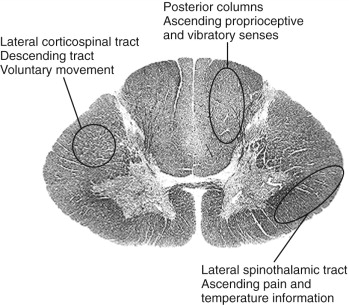 Posterior columns
Ascending proprioceptive
and vibratory senses
Lateral corticospinal tract
Descending tract
Voluntary movement
Lateral spinothalamic tract
Ascending pain and
temperature information